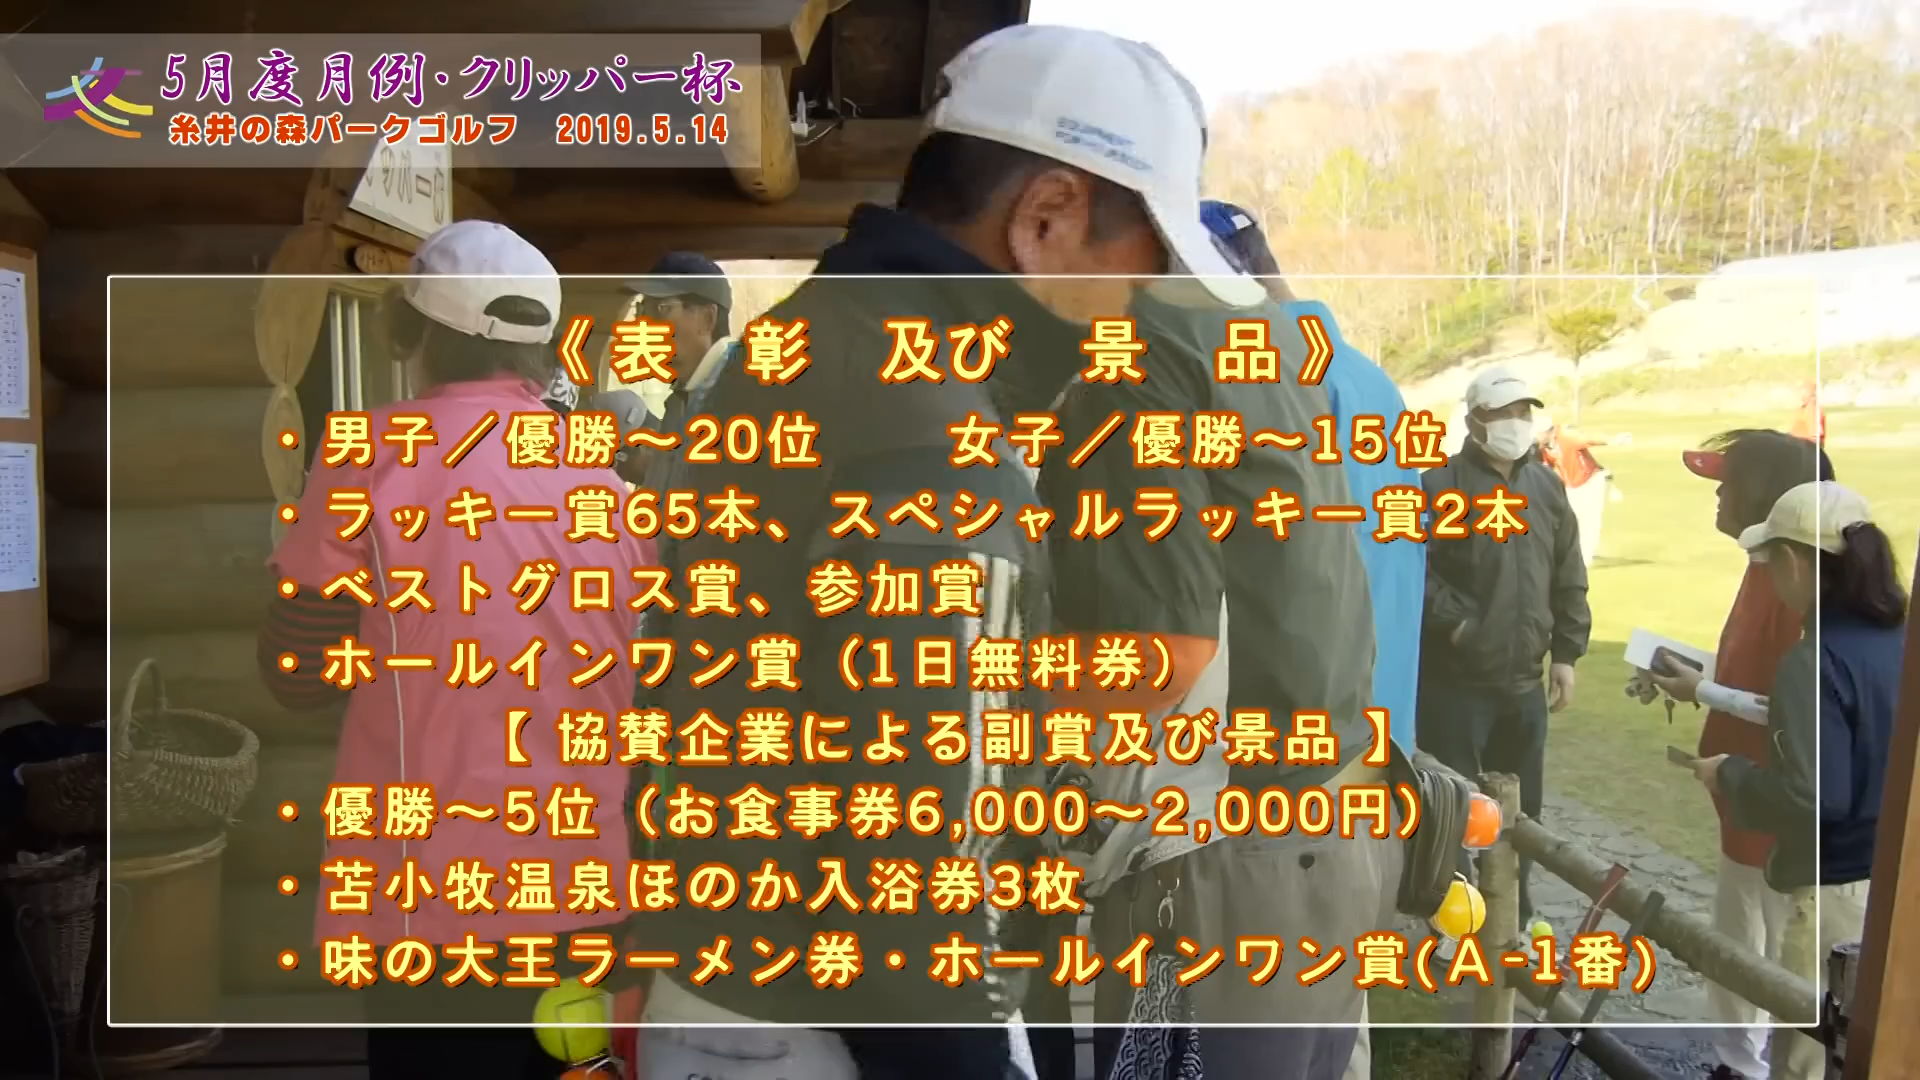 5月度月例・クリッパー杯
糸井の森パークゴルフ　2019.5.14
《 表　彰　及び　景　品 》
・男子／優勝～20位　　女子／優勝～15位
・ラッキー賞65本、スペシャルラッキー賞2本
・ベストグロス賞、参加賞
・ホールインワン賞（1日無料券）
【 協賛企業による副賞及び景品 】
・優勝～5位（お食事券6,000～2,000円）
・苫小牧温泉ほのか入浴券3枚
・味の大王ラーメン券・ホールインワン賞(Ａ-1番)